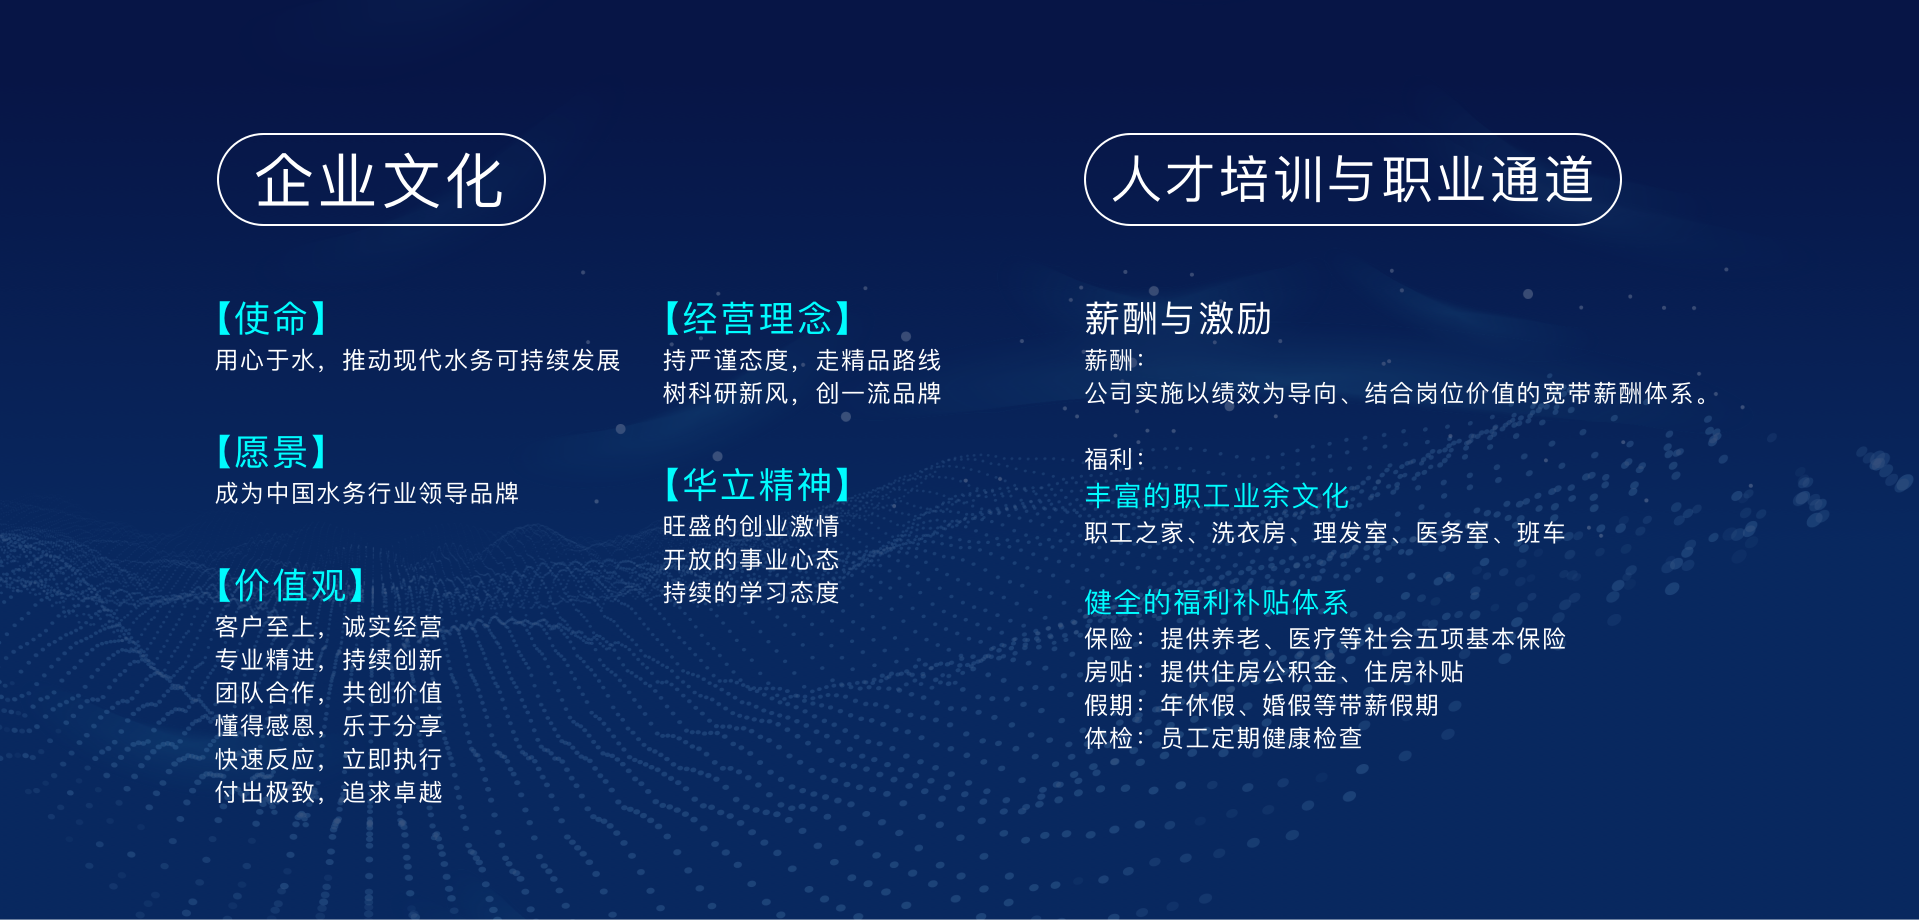 企业文化
【使命】
用心于水，推动现代水务可持续发展
【愿景】
成为中国水务行业领导品牌
【价值观】
客户至上，诚实经营
专业精进，持续创新
团队合作，共创价值
懂得感恩，乐于分享
快速反应，立即执行
付出极致，追求卓越
【经营理念】
持严谨态度，走精品路线
树科研新风，创一流品牌
【华立精神】
旺盛的创业激情
开放的事业心态
持续的学习态度
人才培训与职业通道
薪酬与激励
薪酬：
公司实施以绩效为导向、结合岗位价值的宽带薪酬体系。
福利：
丰富的职工业余文化
职工之家、洗衣房、理发室、医务室、班车
健全的福利补贴体系
保险：提供养老、医疗等社会五项基本保险
房贴：提供住房公积金、住房补贴
假期：年休假、婚假等带薪假期
体检：员工定期健康检查